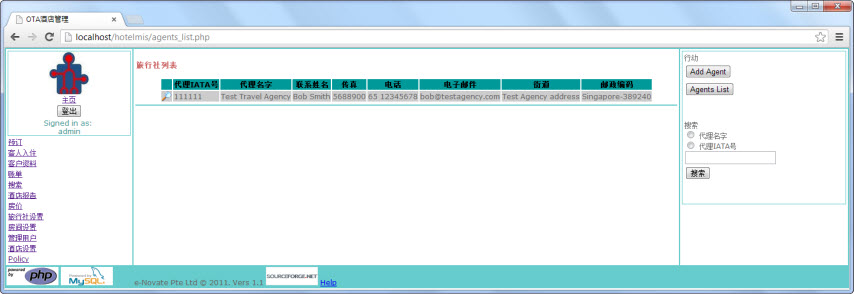 OTA酒店管理
localhost/hotelmis/agents_list.php
主页
登出
Signed in as:
admin
预订
客人入住
客户资料
账单
搜索
酒店报告
房价
旅行社设置
房间设置
管理用户
酒店设置
Policy
旅行社列表
代理IATA号 代理名字 联系姓名 传真 电话 电子邮件 街道 邮政编码
111111 Test Travel Agency Bob Smith 5688900 65 12345678 bob@testagency.com Test Agency address Singapore-389240
行动
Add Agent
Agents List
搜索
代理名字
代理IATA号
搜索
powered by php
Powered by MySQL
e-Novate Pte Ltd © 2011. Vers 1.1
SOURCEFORGE.NET
Help